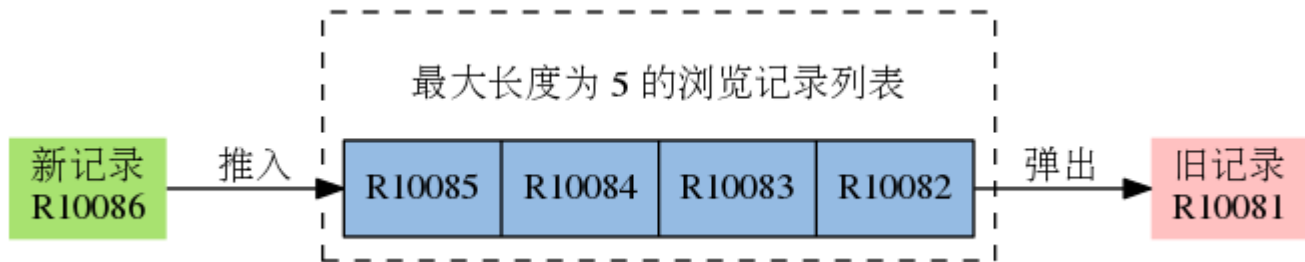 最大长度为 5 的浏览记录列表
新记录
R10086
推入
R10085
R10084
R10083
R10082
弹出
旧记录
R10081